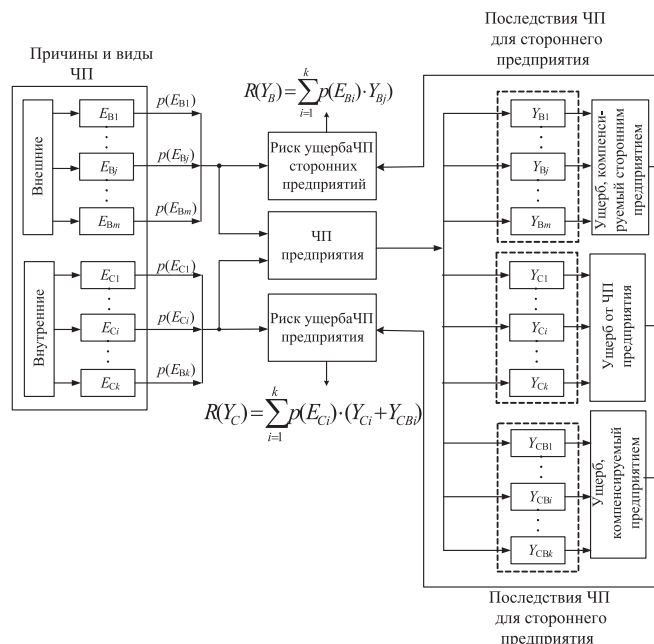 Причины и виды
ЧП
Внешние
E_B1
E_Bj
E_Bm
p(E_B1)
p(E_Bj)
p(E_Bm)
Внутренние
E_C1
E_Ci
E_Ck
p(E_C1)
p(E_Ci)
p(E_Bk)
R(Y_B)=∑_{i=1}^{k} p(E_Bi)·Y_Bj)
Риск ущербаЧП
сторонних
предприятий
ЧП
предприятия
Риск ущербаЧП
предприятия
R(Y_C)=∑_{i=1}^{k} p(E_Ci)·(Y_Ci+Y_CBi)
Последствия ЧП
для стороннего
предприятия
Y_B1
Y_Bj
Y_Bm
Ущерб, компенси-
руемый сторонним
предприятием
Y_C1
Y_Ci
Y_Ck
Ущерб от ЧП
предприятия
Y_CB1
Y_CBi
Y_CBk
Ущерб,
компенсируемый
предприятием
Последствия ЧП
для стороннего
предприятия